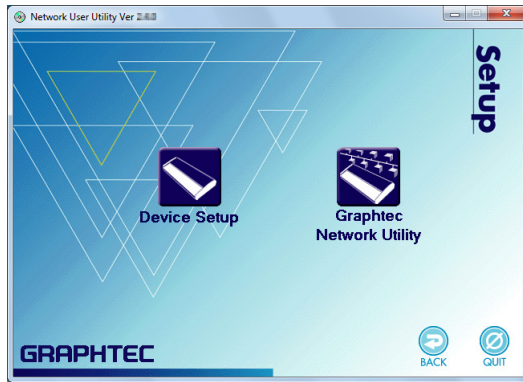 Network User Utility Ver
Setup
Device Setup
Graphtec
Network Utility
GRAPHTEC
BACK
QUIT